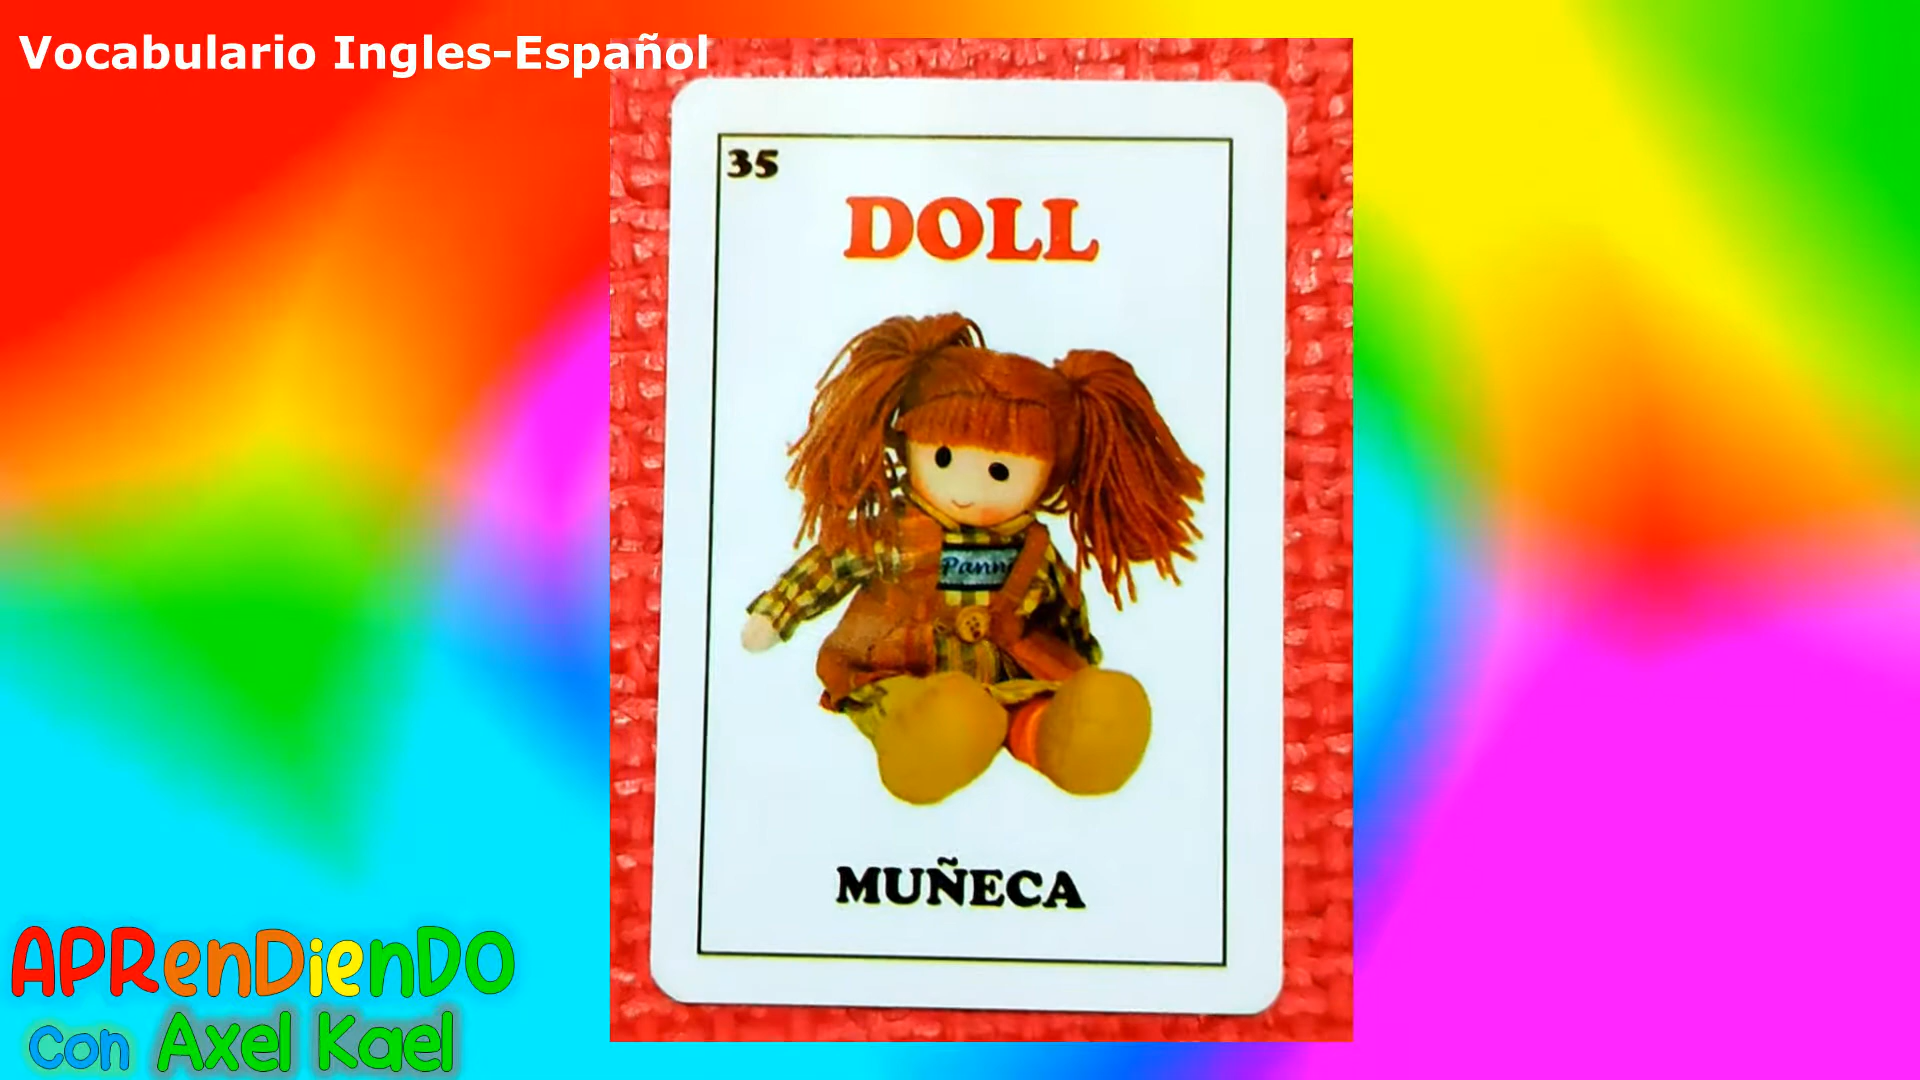 Vocabulario Ingles-Español
35
DOLL
MUÑECA
APRenDienDO
con Axel Kael